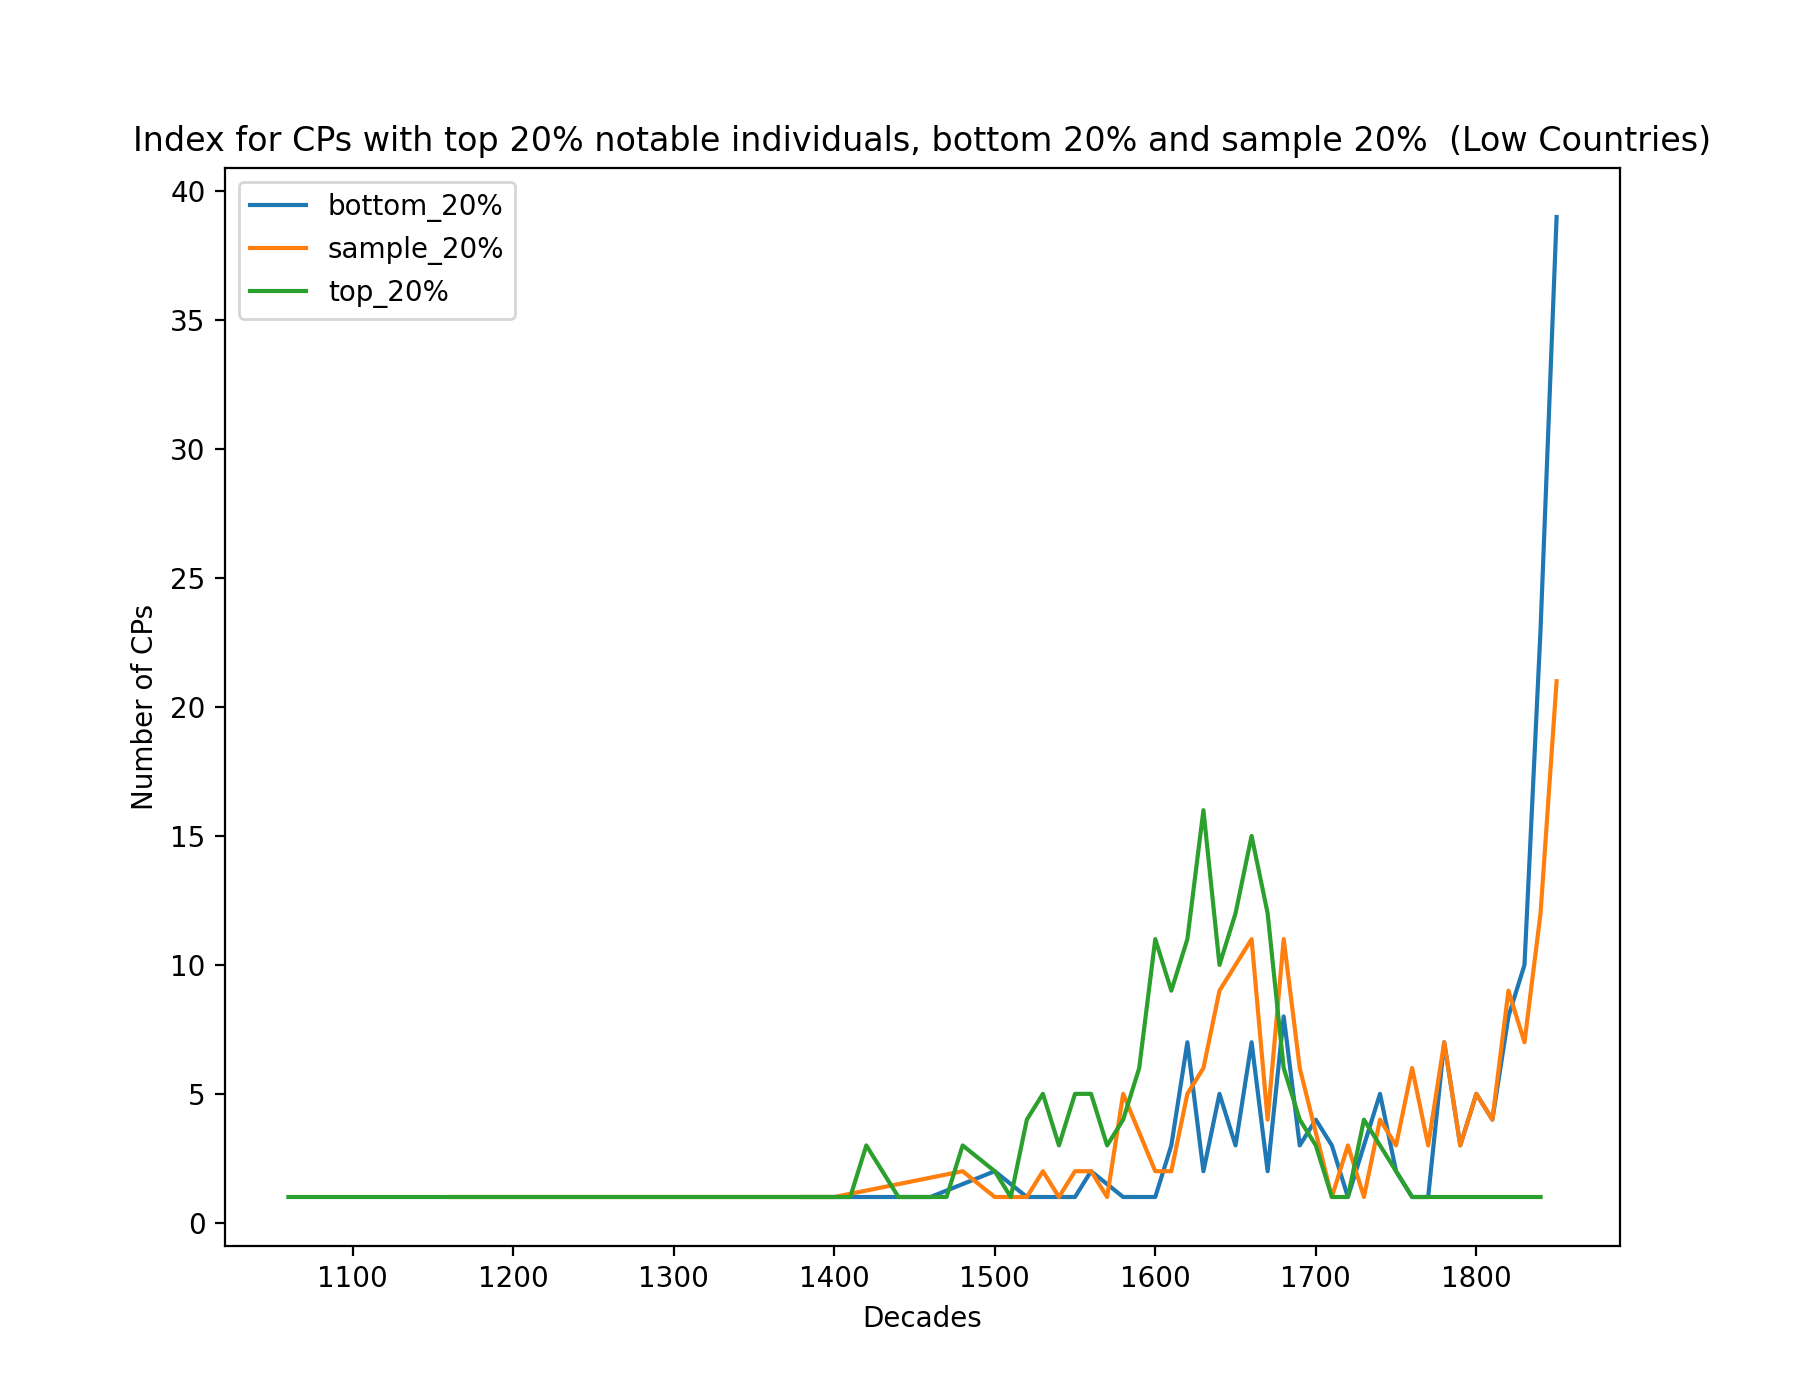 Index for CPs with top 20% notable individuals, bottom 20% and sample 20%  (Low Countries)
bottom_20%
sample_20%
top_20%
40
35
30
25
20
15
10
5
0
Number of CPs
1100 1200 1300 1400 1500 1600 1700 1800
Decades